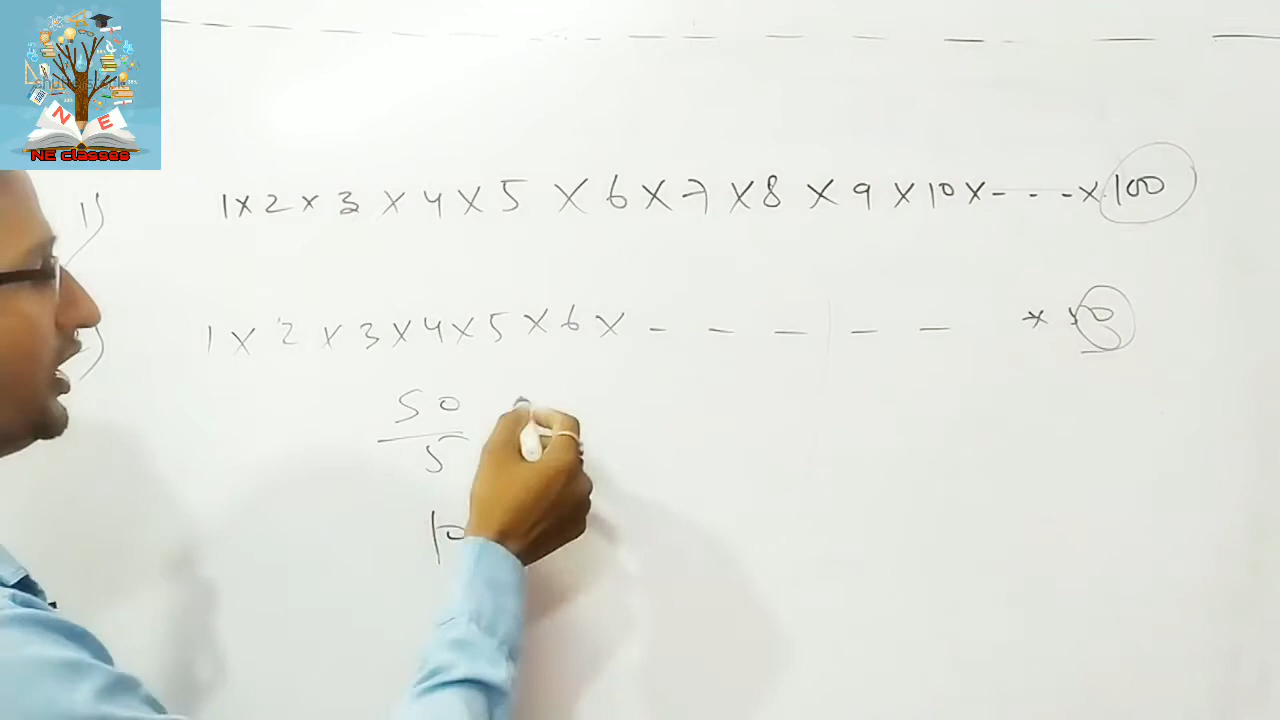 NE Classes
1) 1 x 2 x 3 x 4 x 5 x 6 x 7 x 8 x 9 x 10 x - - - - x 100
1 x 2 x 3 x 4 x 5 x 6 x - - - - - x 50
50
5
10